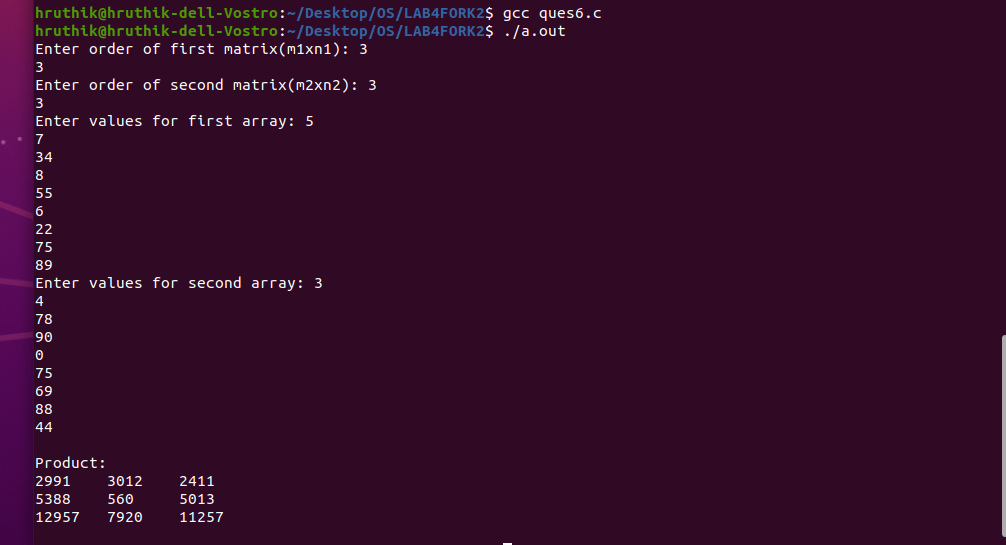 hruthik@hruthik-dell-Vostro:~/Desktop/OS/LAB4FORK2$ gcc ques6.c
hruthik@hruthik-dell-Vostro:~/Desktop/OS/LAB4FORK2$ ./a.out
Enter order of first matrix(m1xn1): 3
3
Enter order of second matrix(m2xn2): 3
3
Enter values for first array: 5
7
34
8
55
6
22
75
89
Enter values for second array: 3
4
78
90
0
75
69
88
44
Product:
2991 3012 2411
5388 560 5013
12957 7920 11257